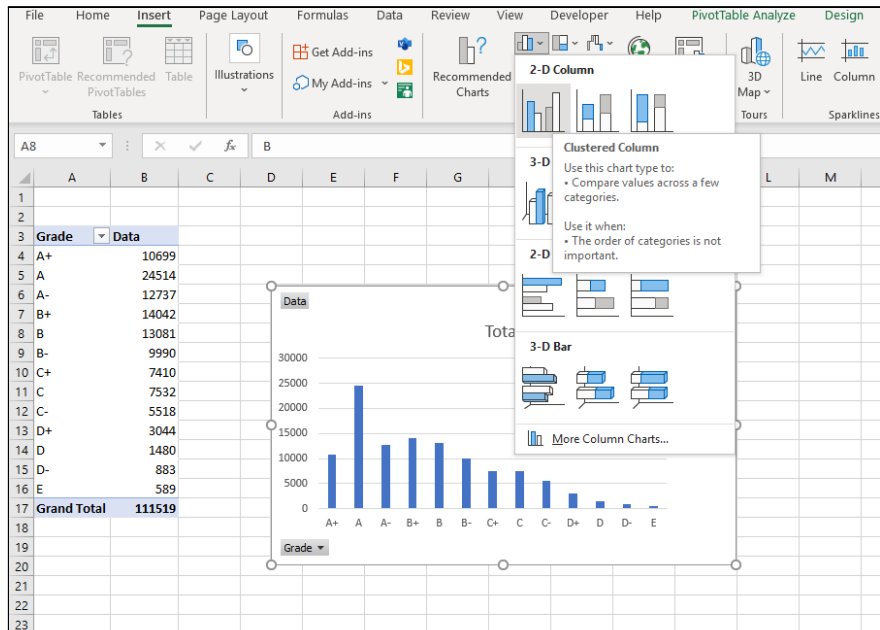 File Home Insert Page Layout Formulas Data Review View Developer Help PivotTable Analyze Design
PivotTable
Recommended
PivotTables
Table
Tables
Illustrations
Get Add-ins
My Add-ins
Add-ins
Recommended
Charts
3D
Map
Tours
Line
Column
Sparklines
A8
fx
B
2-D Column
Clustered Column
Use this chart type to:
• Compare values across a few
categories.
Use it when:
• The order of categories is not
important.
3-D
2-D
3-D Bar
More Column Charts...
A B C D E F G L M
1
2
3 Grade Data
4 A+ 10699
5 A 24514
6 A- 12737
7 B+ 14042
8 B 13081
9 B- 9990
10 C+ 7410
11 C 7532
12 C- 5518
13 D+ 3044
14 D 1480
15 D- 883
16 E 589
17 Grand Total 111519
18
19
20
21
22
23
Data
Tota
30000
25000
20000
15000
10000
5000
0
A+ A A- B+ B B- C+ C C- D+ D D- E
Grade